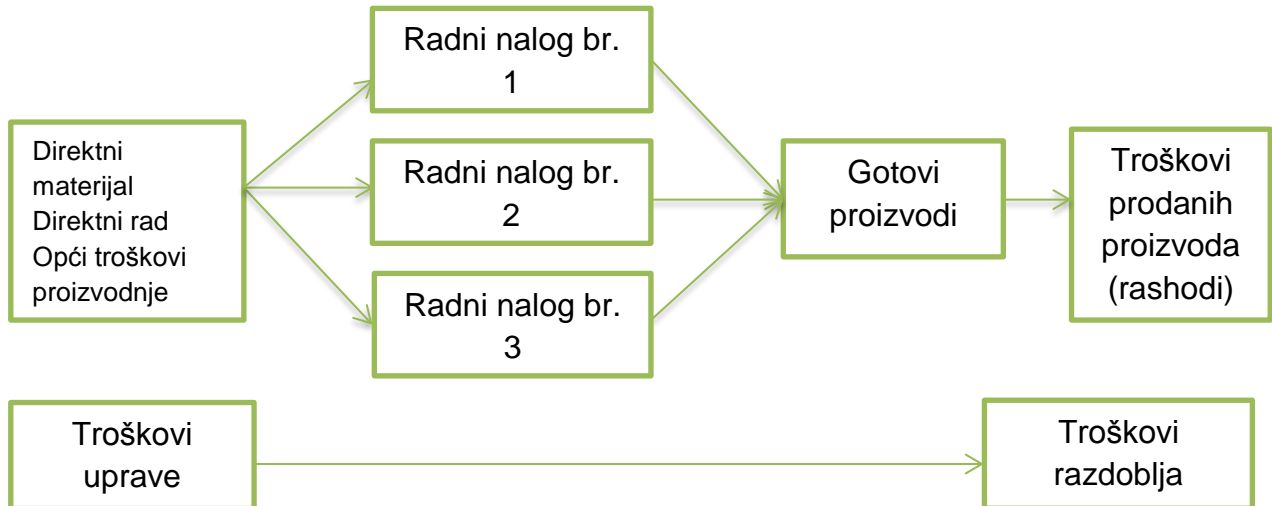 Direktni
materijal
Direktni rad
Opći troškovi
proizvodnje
Radni nalog br.
1
Radni nalog br.
2
Radni nalog br.
3
Gotovi
proizvodi
Troškovi
prodanih
proizvoda
(rashodi)
Troškovi
uprave
Troškovi
razdoblja